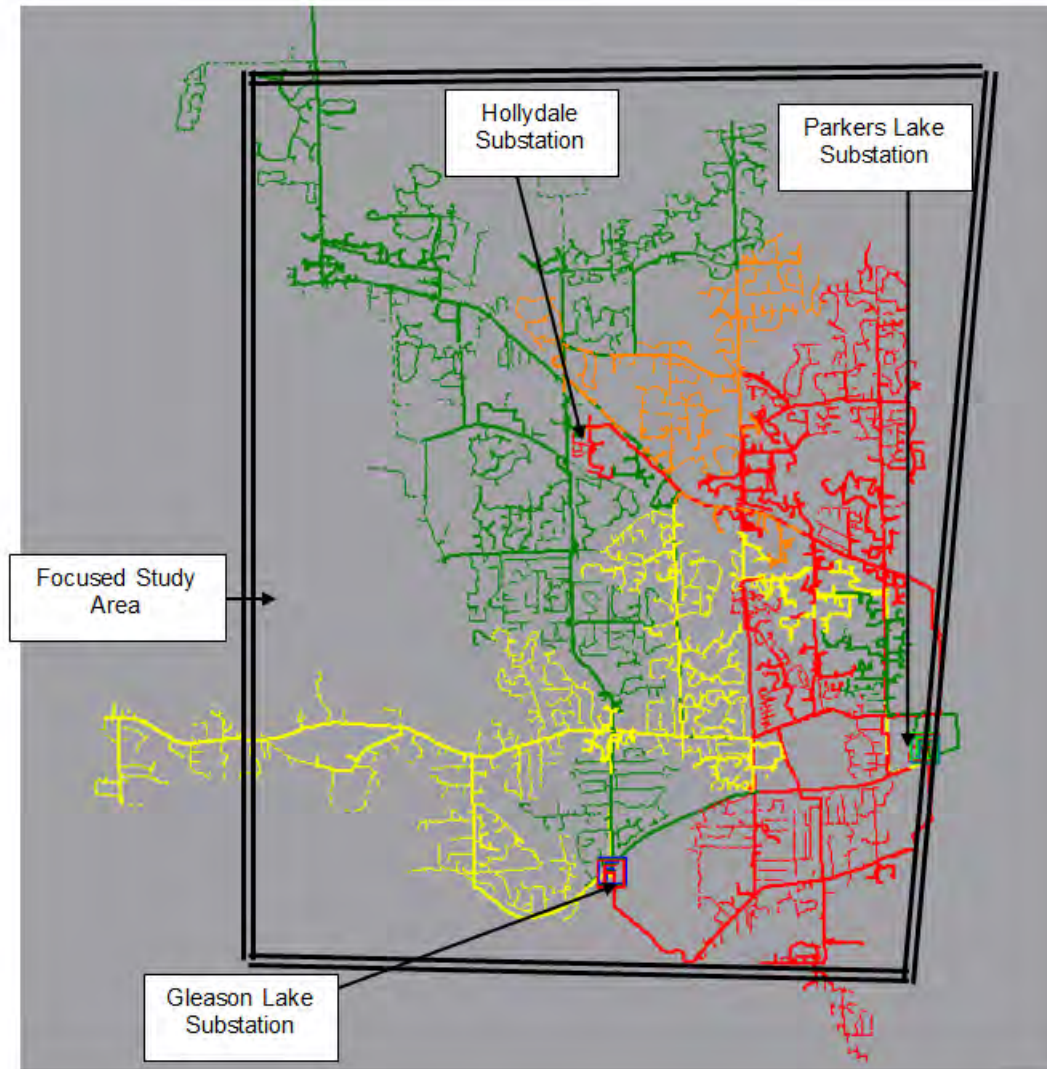 Hollydale
Substation
Parkers Lake
Substation
Focused Study
Area
Gleason Lake
Substation